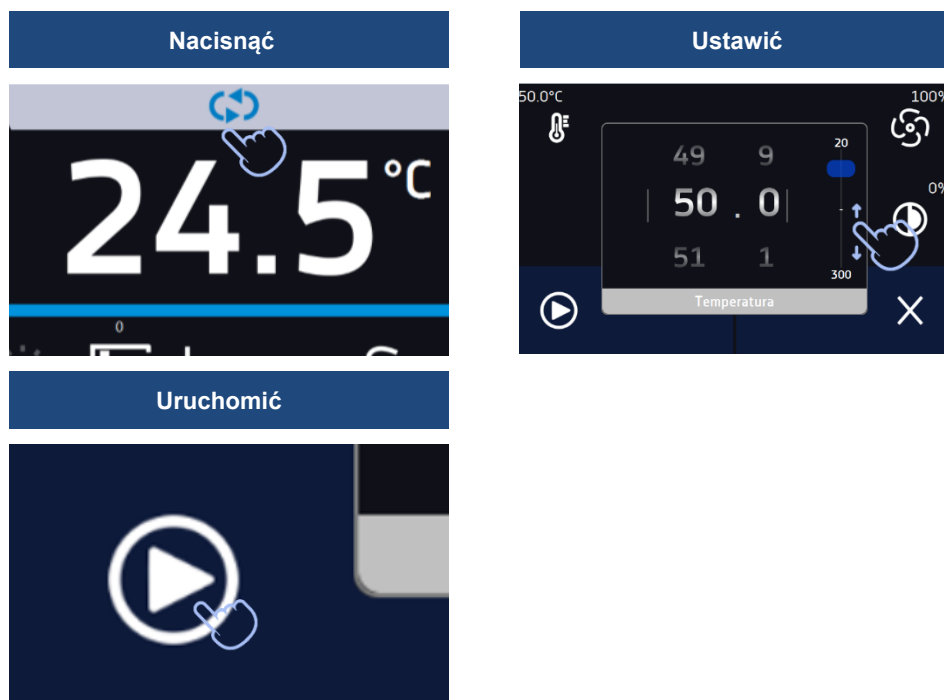 Nacisnąć
24.5°C
0
Ustawić
50.0°C
100%
0%
49 9
50 . 0
51 1
20
-
300
Temperatura
Uruchomić